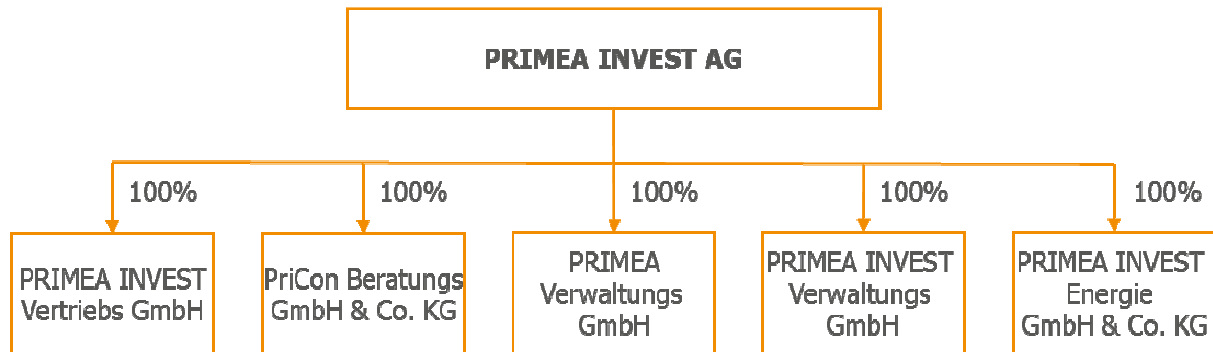 PRIMEA INVEST AG
100%
100%
100%
100%
100%
PRIMEA INVEST
Vertriebs GmbH
PriCon Beratungs
GmbH & Co. KG
PRIMEA
Verwaltungs
GmbH
PRIMEA INVEST
Verwaltungs
GmbH
PRIMEA INVEST
Energie
GmbH & Co. KG